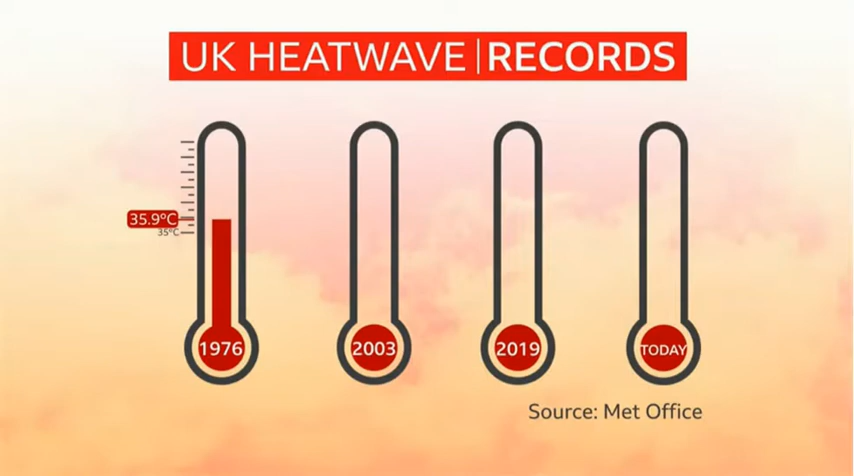 UK HEATWAVE | RECORDS
35.9°C
35°C
1976
2003
2019
TODAY
Source: Met Office